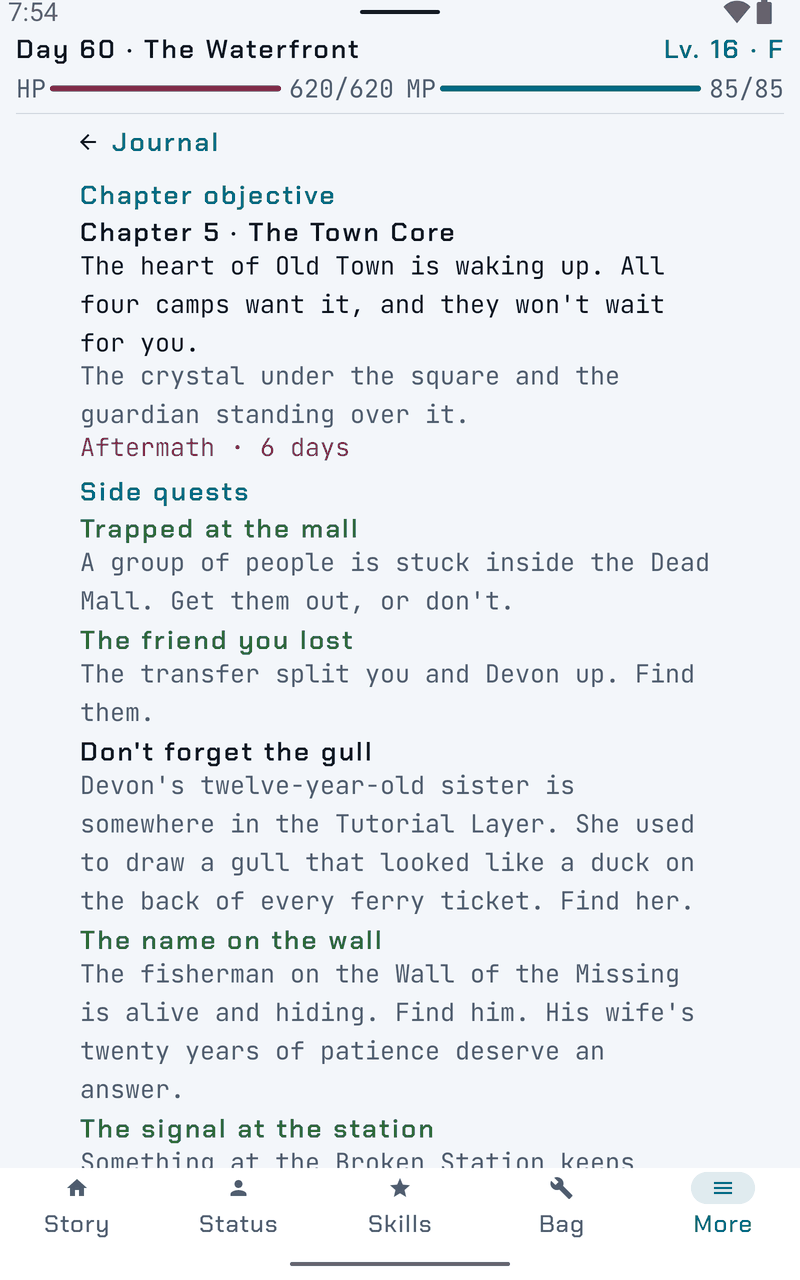 7:54
Day 60 · The Waterfront
Lv. 16 · F
HP 620/620 MP 85/85
← Journal
Chapter objective
Chapter 5 · The Town Core
The heart of Old Town is waking up. All
four camps want it, and they won't wait
for you.
The crystal under the square and the
guardian standing over it.
Aftermath · 6 days
Side quests
Trapped at the mall
A group of people is stuck inside the Dead
Mall. Get them out, or don't.
The friend you lost
The transfer split you and Devon up. Find
them.
Don't forget the gull
Devon's twelve-year-old sister is
somewhere in the Tutorial Layer. She used
to draw a gull that looked like a duck on
the back of every ferry ticket. Find her.
The name on the wall
The fisherman on the Wall of the Missing
is alive and hiding. Find him. His wife's
twenty years of patience deserve an
answer.
The signal at the station
Something at the Broken Station keeps
Story
Status
Skills
Bag
More